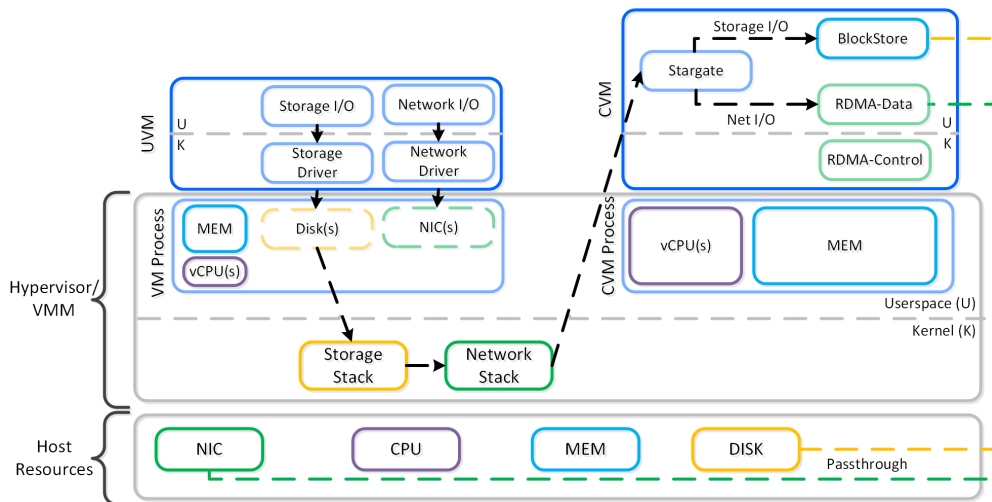 Storage I/O
BlockStore
Stargate
CVM
RDMA-Data
Net I/O
U
K
RDMA-Control
UVM
U
K
Storage I/O
Network I/O
Storage
Driver
Network
Driver
VM Process
MEM
vCPU(s)
Disk(s)
NIC(s)
CVM Process
vCPU(s)
MEM
Hypervisor/
VMM
Userspace (U)
Kernel (K)
Storage
Stack
Network
Stack
Host
Resources
NIC
CPU
MEM
DISK
Passthrough